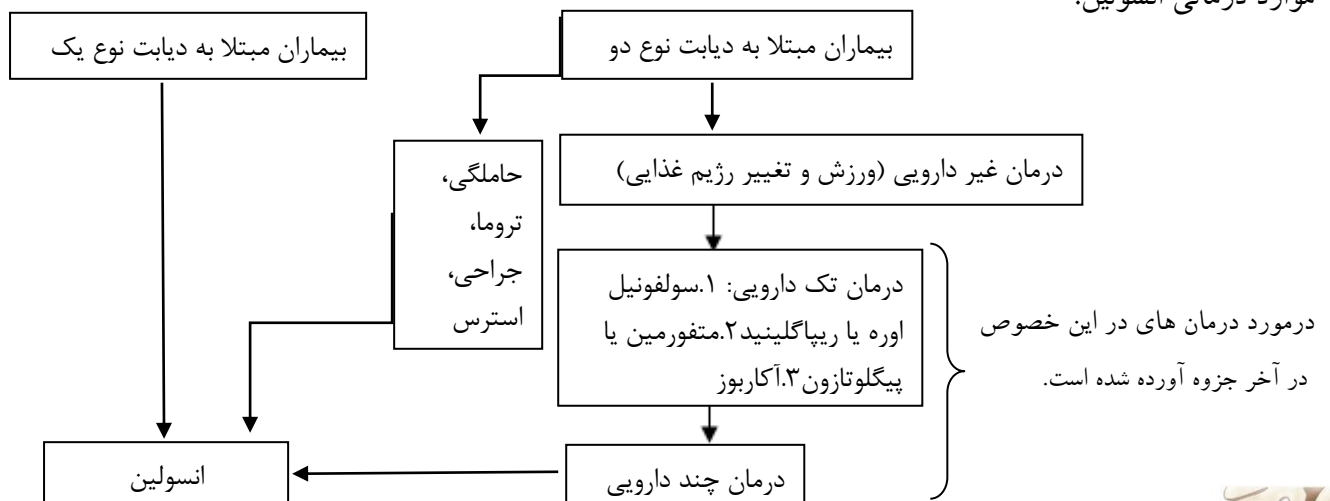 موارد درمانی انسولین:
بیماران مبتلا به دیابت نوع دو
بیماران مبتلا به دیابت نوع یک
درمان غیر دارویی (ورزش و تغییر رژیم غذایی)
حاملگی،
تروما،
جراحی،
استرس
درمان تک دارویی: ۱.سولفونیل
اوره یا ریپاگلینید۲.متفورمین یا
پیگلوتازون۳.آکاربوز
درمورد درمان های در این خصوص
در آخر جزوه آورده شده است.
درمان چند دارویی
انسولین